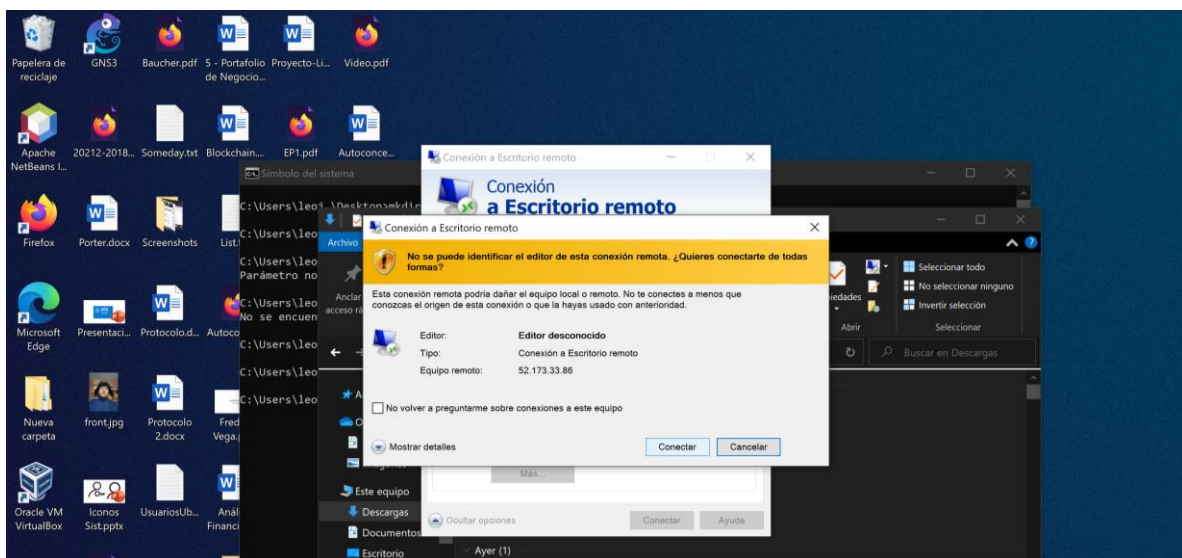 Papelera de
reciclaje
GNS3
Baucher.pdf
5 - Portafolio
de Negocio...
Proyecto-Li...
Video.pdf
Apache
NetBeans I...
20212-2018...
Someday.txt
Blockchain....
EP1.pdf
Autoconce...
Firefox
Porter.docx
Screenshots
List.
Microsoft
Edge
Presentaci...
Protocolo.d...
Autoco
Nueva
carpeta
front.jpg
Protocolo
2.docx
Fred
Vega.
Oracle VM
VirtualBox
Iconos
Sist.pptx
UsuariosUb...
Anál
Financi
Símbolo del sistema
C:\Users\leoi \Desktop>mkdir
C:\Users\leo
C:\Users\leo
Parámetro no
C:\Users\leo
No se encuen
C:\Users\leo
C:\Users\leo
C:\Users\leo
Conexión a Escritorio remoto
Conexión
a Escritorio remoto
Archivo
Anclar
acceso rá
Conexión a Escritorio remoto
No se puede identificar el editor de esta conexión remota. ¿Quieres conectarte de todas
formas?
Esta conexión remota podría dañar el equipo local o remoto. No te conectes a menos que
conozcas el origen de esta conexión o que la hayas usado con anterioridad.
Editor: Editor desconocido
Tipo: Conexión a Escritorio remoto
Equipo remoto: 52.173.33.86
No volver a preguntarme sobre conexiones a este equipo
Mostrar detalles
Conectar
Cancelar
Más...
Ocultar opciones
Conectar
Ayuda
iedades
Abrir
Seleccionar todo
No seleccionar ninguno
Invertir selección
Seleccionar
Buscar en Descargas
A
O
Este equipo
Descargas
Documentos
Escritorio
Ayer (1)